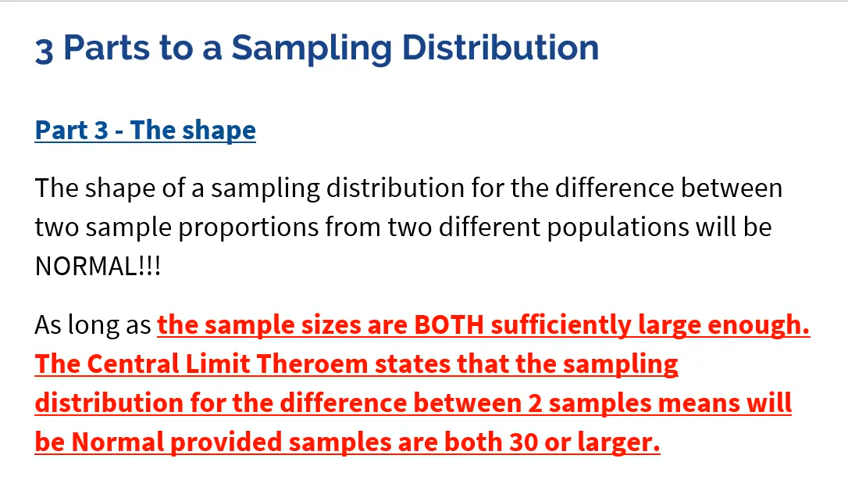 3 Parts to a Sampling Distribution
Part 3 - The shape
The shape of a sampling distribution for the difference between
two sample proportions from two different populations will be
NORMAL!!!
As long as the sample sizes are BOTH sufficiently large enough.
The Central Limit Theroem states that the sampling
distribution for the difference between 2 samples means will
be Normal provided samples are both 30 or larger.